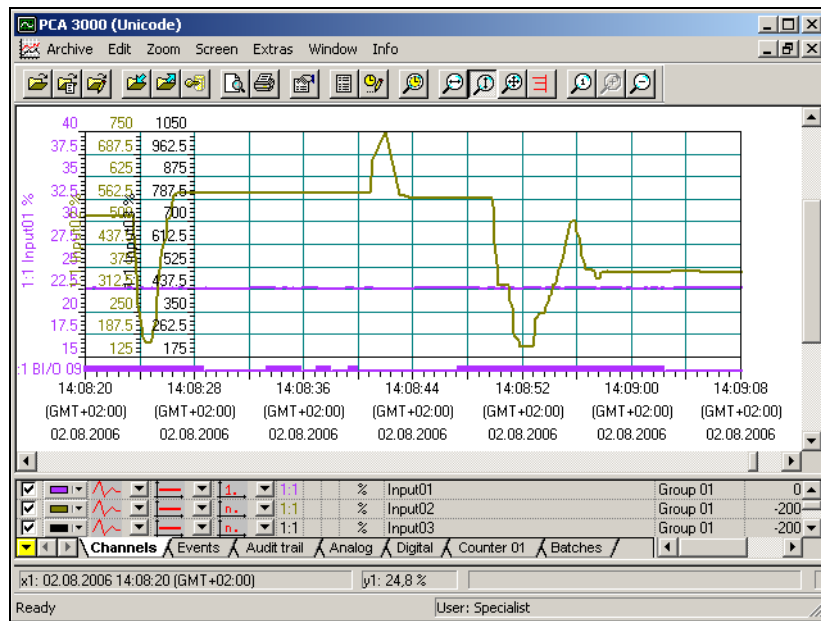 PCA 3000 (Unicode)
Archive Edit Zoom Screen Extras Window Info
40 750 1050
37.5 687.5 962.5
35 625 875
32.5 562.5 787.5
30 500 700
27.5 437.5 612.5
25 375 525
22.5 312.5 437.5
20 250 350
17.5 187.5 262.5
15 125 175
1:1 Input01 %
:1 BI/O 09
14:08:20 14:08:28 14:08:36 14:08:44 14:08:52 14:09:00 14:09:08
(GMT+02:00) (GMT+02:00) (GMT+02:00) (GMT+02:00) (GMT+02:00) (GMT+02:00) (GMT+02:00)
02.08.2006 02.08.2006 02.08.2006 02.08.2006 02.08.2006 02.08.2006 02.08.2006
1. 1:1 % Input01 Group 01 0
n. 1:1 % Input02 Group 01 -200
n. 1:1 % Input03 Group 01 -200
Channels Events Audit trail Analog Digital Counter 01 Batches
x1: 02.08.2006 14:08:20 (GMT+02:00) y1: 24,8 %
Ready User: Specialist